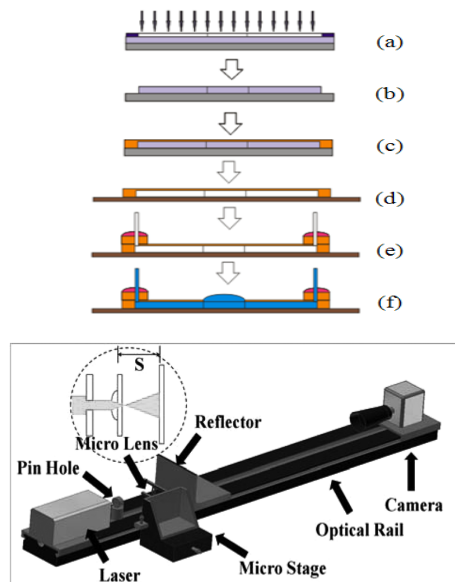 (a)
(b)
(c)
(d)
(e)
(f)
S
Reflector
Micro Lens
Pin Hole
Camera
Optical Rail
Micro Stage
Laser